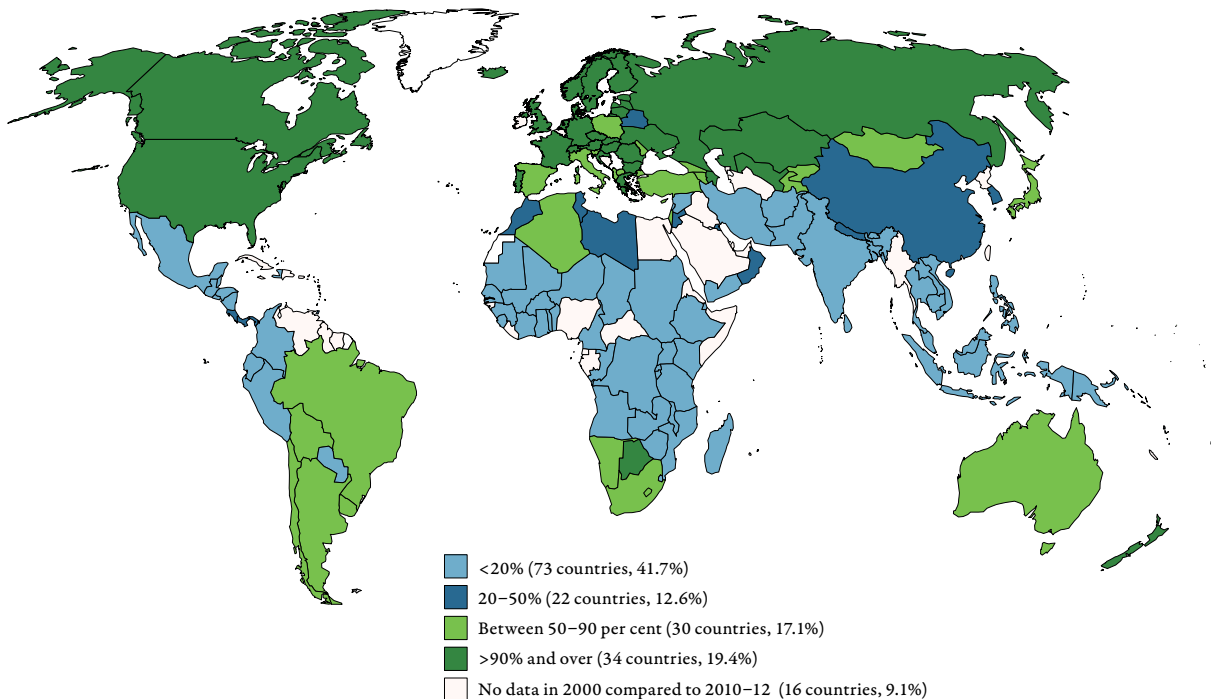 <20% (73 countries, 41.7%)
20–50% (22 countries, 12.6%)
Between 50–90 per cent (30 countries, 17.1%)
>90% and over (34 countries, 19.4%)
No data in 2000 compared to 2010–12 (16 countries, 9.1%)